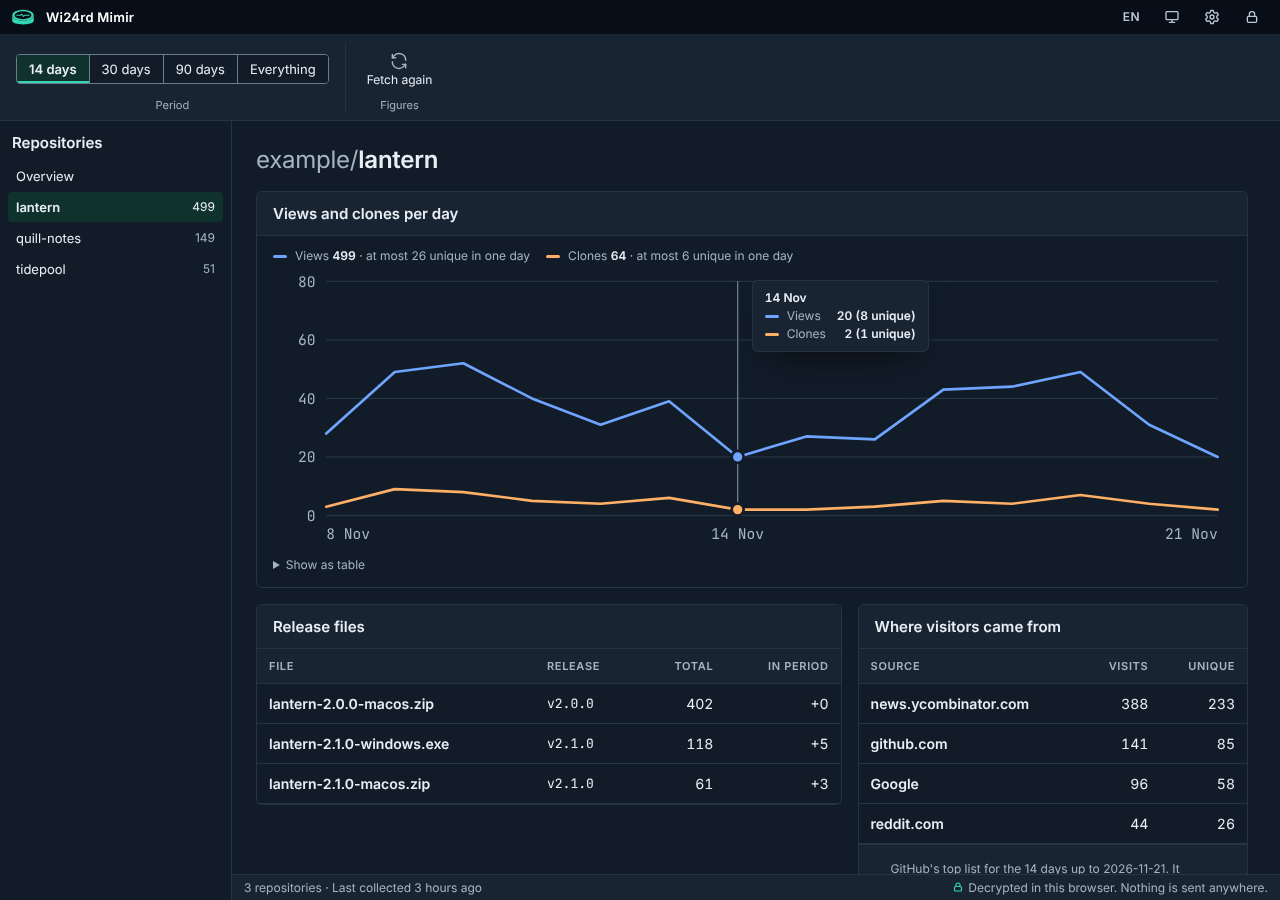 Wi24rd Mimir
EN
14 days 30 days 90 days Everything
Period
Fetch again
Figures
Repositories
Overview
lantern 499
quill-notes 149
tidepool 51
example/lantern
Views and clones per day
Views 499 · at most 26 unique in one day Clones 64 · at most 6 unique in one day
80
60
40
20
0
14 Nov
Views 20 (8 unique)
Clones 2 (1 unique)
8 Nov 14 Nov 21 Nov
Show as table
Release files
FILE RELEASE TOTAL IN PERIOD
lantern-2.0.0-macos.zip v2.0.0 402 +0
lantern-2.1.0-windows.exe v2.1.0 118 +5
lantern-2.1.0-macos.zip v2.1.0 61 +3
Where visitors came from
SOURCE VISITS UNIQUE
news.ycombinator.com 388 233
github.com 141 85
Google 96 58
reddit.com 44 26
GitHub's top list for the 14 days up to 2026-11-21. It
3 repositories · Last collected 3 hours ago
Decrypted in this browser. Nothing is sent anywhere.